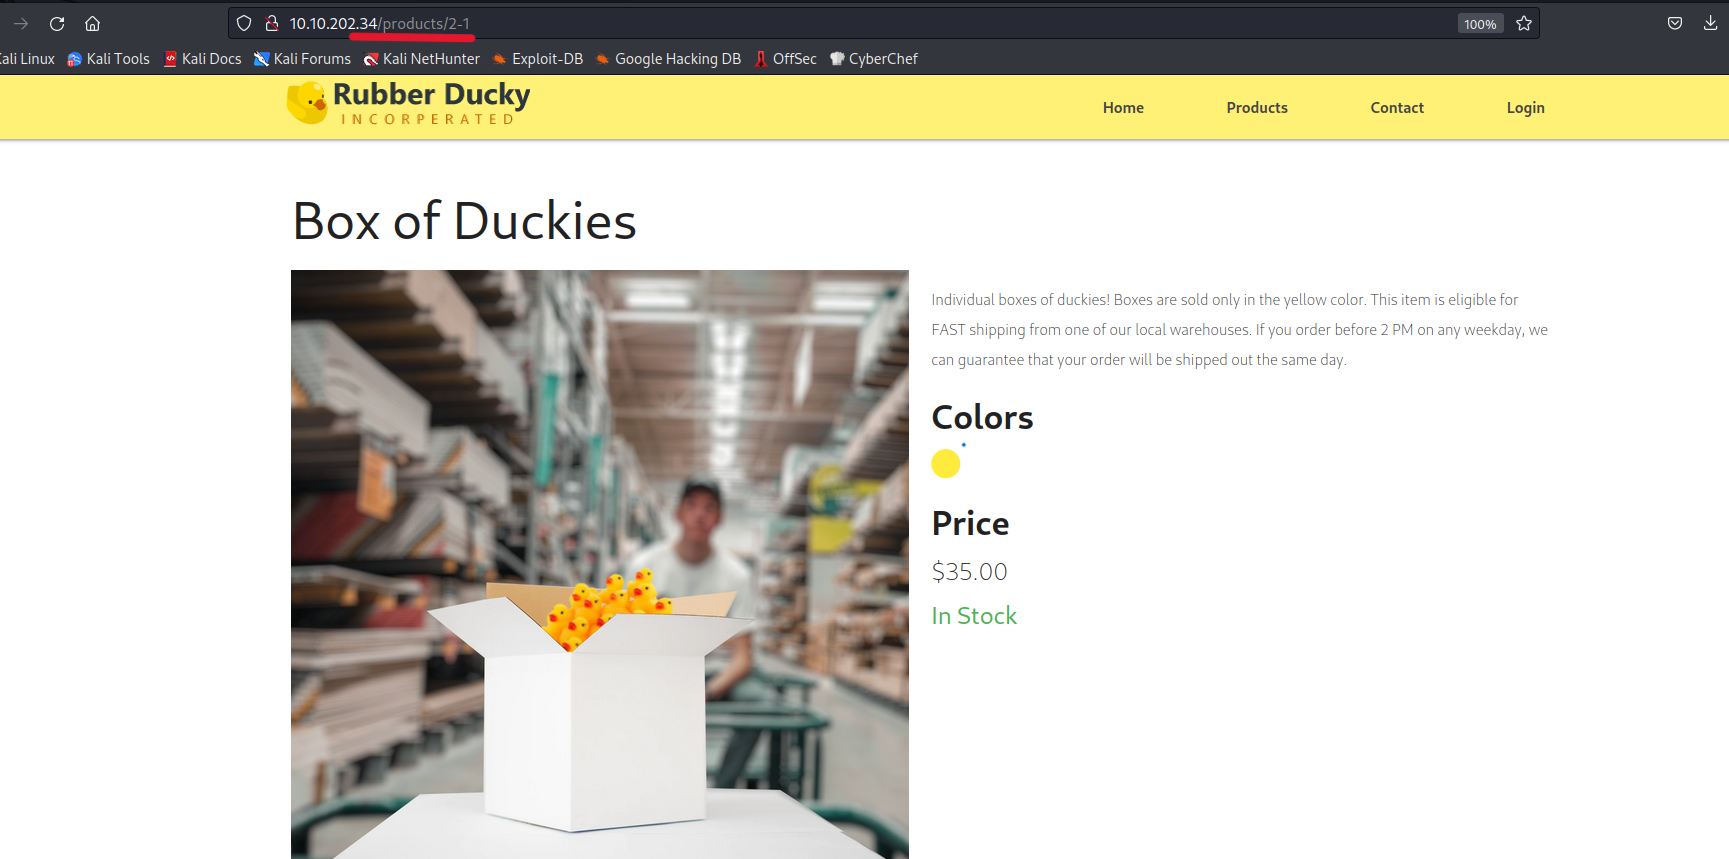 10.10.202.34/products/2-1
100%
Kali Linux
Kali Tools
Kali Docs
Kali Forums
Kali NetHunter
Exploit-DB
Google Hacking DB
OffSec
CyberChef
Rubber Ducky
INCORPERATED
Home
Products
Contact
Login
Box of Duckies
Individual boxes of duckies! Boxes are sold only in the yellow color. This item is eligible for
FAST shipping from one of our local warehouses. If you order before 2 PM on any weekday, we
can guarantee that your order will be shipped out the same day.
Colors
Price
$35.00
In Stock